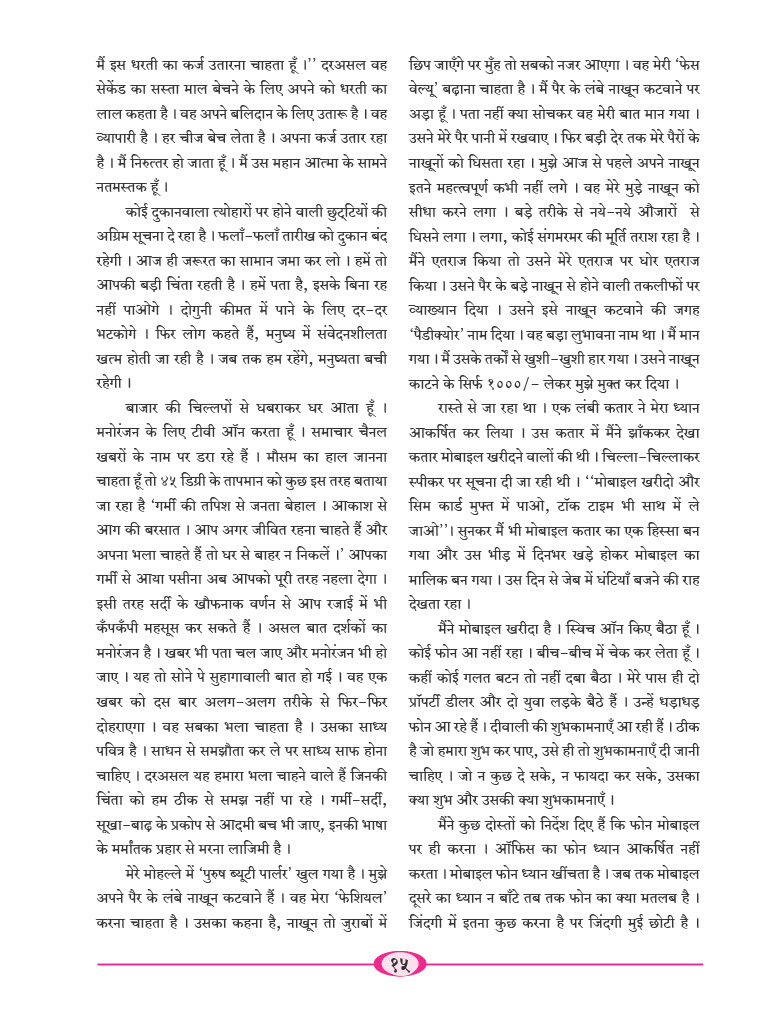 मैं इस धरती का कर्ज उतारना चाहता हूँ ।’’ दरअसल वह
सेकेंड का सस्ता माल बेचने के लिए अपने को धरती का
लाल कहता है । वह अपने बलिदान के लिए उतारू है । वह
व्यापारी है । हर चीज बेच लेता है । अपना कर्ज उतार रहा
है । मैं निरुत्तर हो जाता हूँ । मैं उस महान आत्मा के सामने
नतमस्तक हूँ ।
कोई दुकानवाला त्योहारों पर होने वाली छुट्टियों की
अग्रिम सूचना दे रहा है । फलाँ-फलाँ तारीख को दुकान बंद
रहेगी । आज ही जरूरत का सामान जमा कर लो । हमें तो
आपकी बड़ी चिंता रहती है । हमें पता है, इसके बिना रह
नहीं पाओगे । दोगुनी कीमत में पाने के लिए दर-दर
भटकोगे । फिर लोग कहते हैं, मनुष्य में संवेदनशीलता
खत्म होती जा रही है । जब तक हम रहेंगे, मनुष्यता बची
रहेगी ।
बाजार की चिल्लपों से घबराकर घर आता हूँ ।
मनोरंजन के लिए टीवी ऑन करता हूँ । समाचार चैनल
खबरों के नाम पर डरा रहे हैं । मौसम का हाल जानना
चाहता हूँ तो ४५ डिग्री के तापमान को कुछ इस तरह बताया
जा रहा है ‘गर्मी की तपिश से जनता बेहाल । आकाश से
आग की बरसात । आप अगर जीवित रहना चाहते हैं और
अपना भला चाहते हैं तो घर से बाहर न निकलें ।’ आपका
गर्मी से आया पसीना अब आपको पूरी तरह नहला देगा ।
इसी तरह सर्दी के खौफनाक वर्णन से आप रजाई में भी
कँपकँपी महसूस कर सकते हैं । असल बात दर्शकों का
मनोरंजन है । खबर भी पता चल जाए और मनोरंजन भी हो
जाए । यह तो सोने पे सुहागावाली बात हो गई । वह एक
खबर को दस बार अलग-अलग तरीके से फिर-फिर
दोहराएगा । वह सबका भला चाहता है । उसका साध्य
पवित्र है । साधन से समझौता कर ले पर साध्य साफ होना
चाहिए । दरअसल यह हमारा भला चाहने वाले हैं जिनकी
चिंता को हम ठीक से समझ नहीं पा रहे । गर्मी-सर्दी,
सूखा-बाढ़ के प्रकोप से आदमी बच भी जाए, इनकी भाषा
के मर्मांतक प्रहार से मरना लाजिमी है ।
मेरे मोहल्ले में ‘पुरुष ब्यूटी पार्लर’ खुल गया है । मुझे
अपने पैर के लंबे नाखून कटवाने हैं । वह मेरा ‘फेशियल’
करना चाहता है । उसका कहना है, नाखून तो जुराबों में
छिप जाएँगे पर मुँह तो सबको नजर आएगा । वह मेरी ‘फेस
वेल्यू’ बढ़ाना चाहता है । मैं पैर के लंबे नाखून कटवाने पर
अड़ा हूँ । पता नहीं क्या सोचकर वह मेरी बात मान गया ।
उसने मेरे पैर पानी में रखवाए । फिर बड़ी देर तक मेरे पैरों के
नाखूनों को घिसता रहा । मुझे आज से पहले अपने नाखून
इतने महत्त्वपूर्ण कभी नहीं लगे । वह मेरे मुड़े नाखून को
सीधा करने लगा । बड़े तरीके से नये-नये औजारों से
घिसने लगा । लगा, कोई संगमरमर की मूर्ति तराश रहा है ।
मैंने एतराज किया तो उसने मेरे एतराज पर घोर एतराज
किया । उसने पैर के बड़े नाखून से होने वाली तकलीफों पर
व्याख्यान दिया । उसने इसे नाखून कटवाने की जगह
‘पैडीक्योर’ नाम दिया । वह बड़ा लुभावना नाम था । मैं मान
गया । मैं उसके तर्कों से खुशी-खुशी हार गया । उसने नाखून
काटने के सिर्फ १०००/- लेकर मुझे मुक्त कर दिया ।
रास्ते से जा रहा था । एक लंबी कतार ने मेरा ध्यान
आकर्षित कर लिया । उस कतार में मैंने झाँककर देखा
कतार मोबाइल खरीदने वालों की थी । चिल्ला-चिल्लाकर
स्पीकर पर सूचना दी जा रही थी । ‘‘मोबाइल खरीदो और
सिम कार्ड मुफ्त में पाओ, टॉक टाइम भी साथ में ले
जाओ’’। सुनकर मैं भी मोबाइल कतार का एक हिस्सा बन
गया और उस भीड़ में दिनभर खड़े होकर मोबाइल का
मालिक बन गया । उस दिन से जेब में घंटियाँ बजने की राह
देखता रहा ।
मैंने मोबाइल खरीदा है । स्विच ऑन किए बैठा हूँ ।
कोई फोन आ नहीं रहा । बीच-बीच में चेक कर लेता हूँ ।
कहीं कोई गलत बटन तो नहीं दबा बैठा । मेरे पास ही दो
प्रॉपर्टी डीलर और दो युवा लड़के बैठे हैं । उन्हें धड़ाधड़
फोन आ रहे हैं । दीवाली की शुभकामनाएँ आ रही हैं । ठीक
है जो हमारा शुभ कर पाए, उसे ही तो शुभकामनाएँ दी जानी
चाहिए । जो न कुछ दे सके, न फायदा कर सके, उसका
क्या शुभ और उसकी क्या शुभकामनाएँ ।
मैंने कुछ दोस्तों को निर्देश दिए हैं कि फोन मोबाइल
पर ही करना । ऑफिस का फोन ध्यान आकर्षित नहीं
करता । मोबाइल फोन ध्यान खींचता है । जब तक मोबाइल
दूसरे का ध्यान न बाँटे तब तक फोन का क्या मतलब है ।
जिंदगी में इतना कुछ करना है पर जिंदगी मुई छोटी है ।
१५